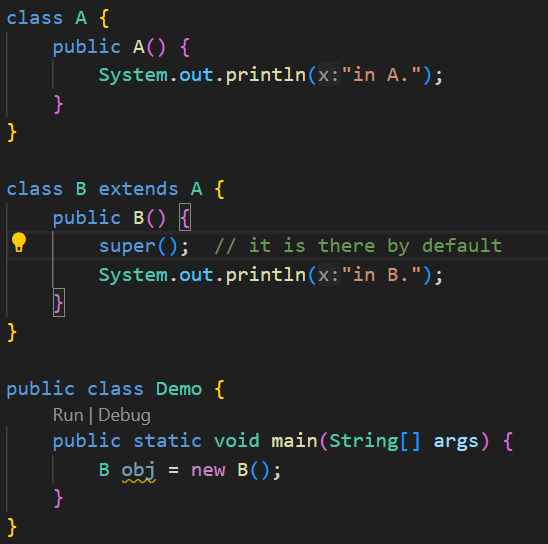 class A {
    public A() {
        System.out.println(x:"in A.");
    }
}

class B extends A {
    public B() {
        super();  // it is there by default
        System.out.println(x:"in B.");
    }
}

public class Demo {
    Run | Debug
    public static void main(String[] args) {
        B obj = new B();
    }
}